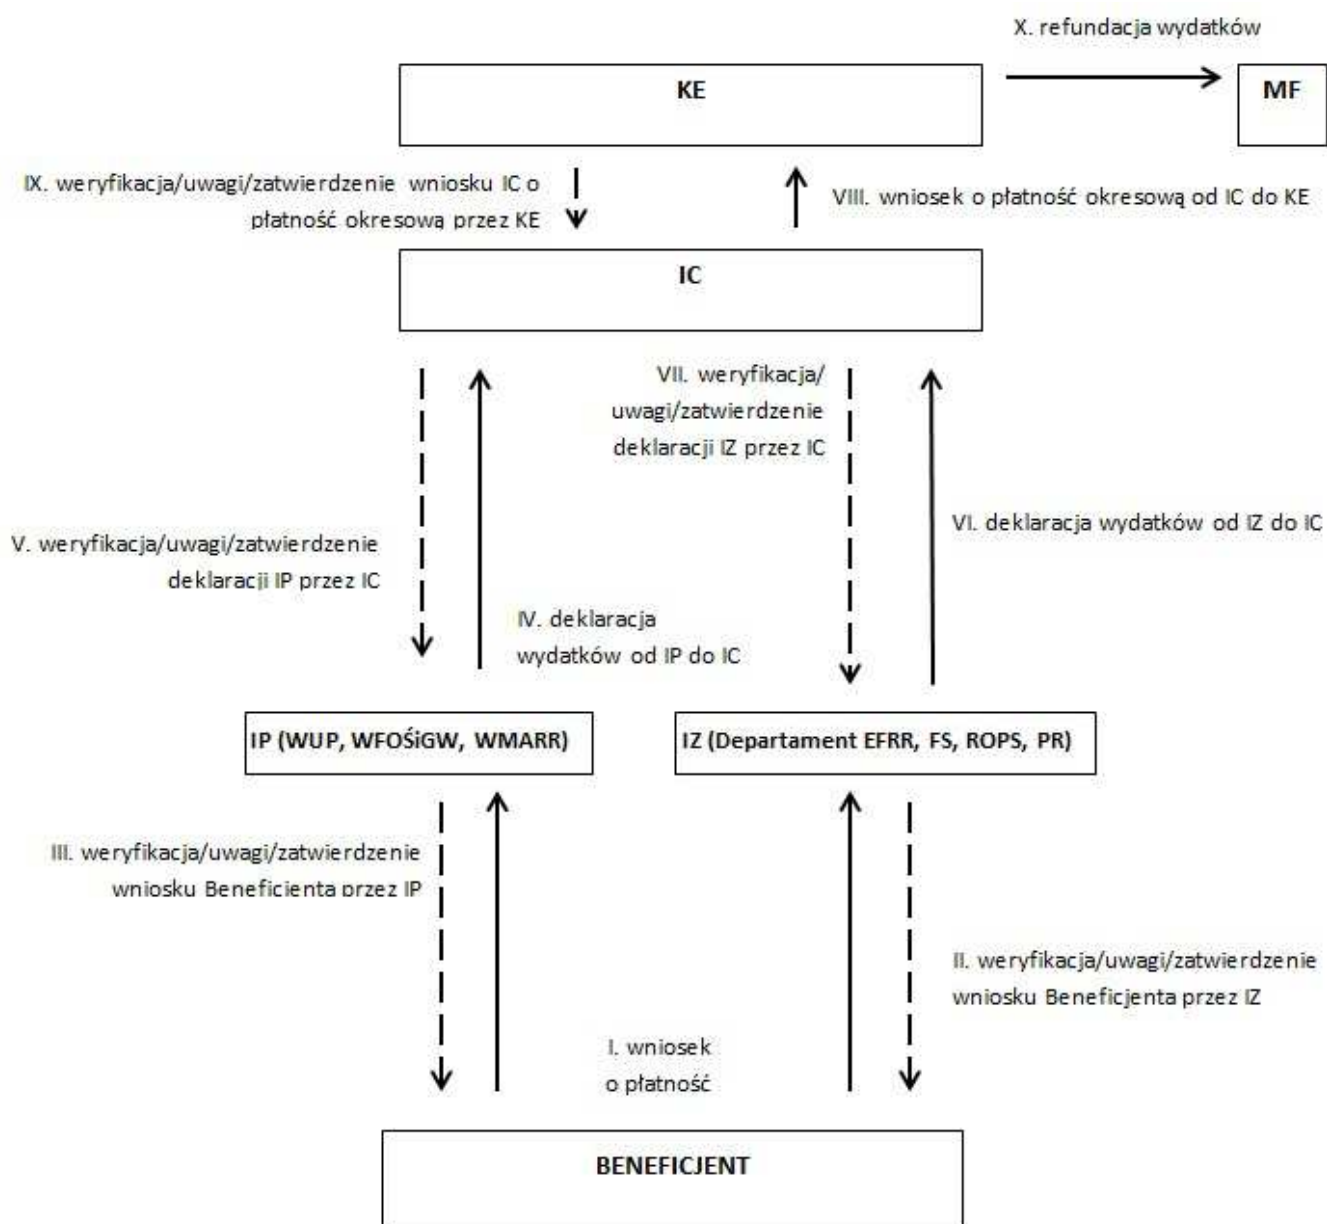 X. refundacja wydatków
KE
MF
IX. weryfikacja/uwagi/zatwierdzenie wniosku IC o
płatność okresową przez KE
VIII. wniosek o płatność okresową od IC do KE
IC
VII. weryfikacja/
uwagi/zatwierdzenie
deklaracji IZ przez IC
VI. deklaracja wydatków od IZ do IC
V. weryfikacja/uwagi/zatwierdzenie
deklaracji IP przez IC
IV. deklaracja
wydatków od IP do IC
IP (WUP, WFOŚiGW, WMARR)
IZ (Departament EFRR, FS, ROPS, PR)
III. weryfikacja/uwagi/zatwierdzenie
wniosku Beneficienta przez IP
II. weryfikacja/uwagi/zatwierdzenie
wniosku Beneficjenta przez IZ
I. wniosek
o płatność
BENEFICJENT